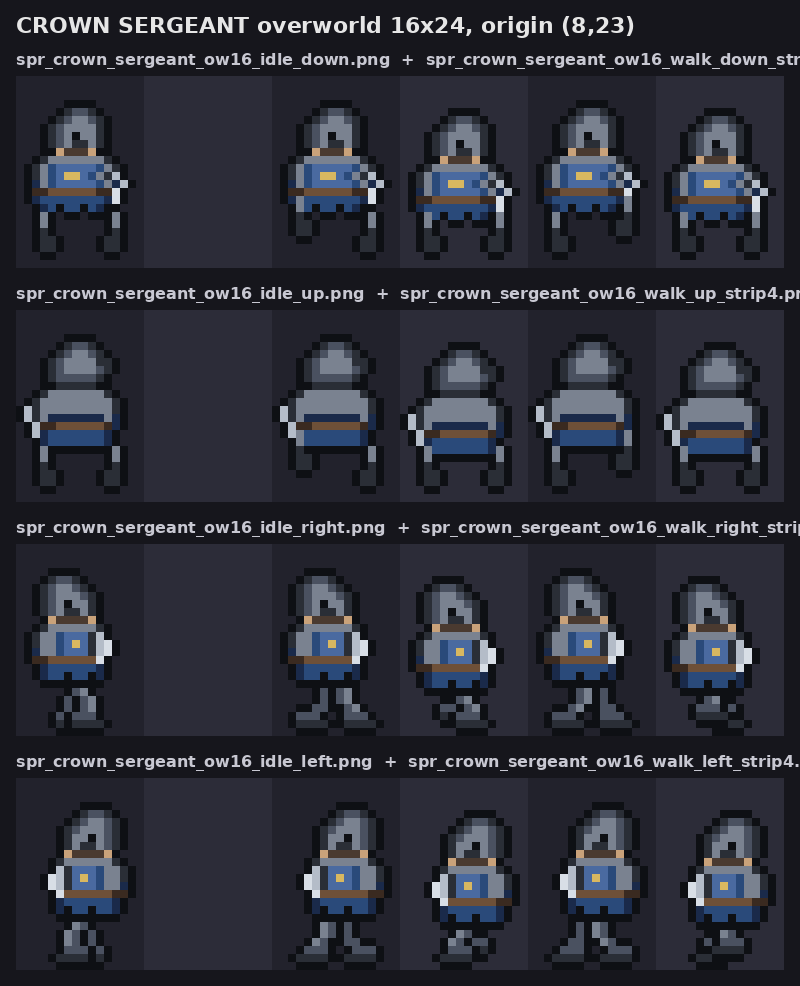 CROWN SERGEANT overworld 16x24, origin (8,23)
spr_crown_sergeant_ow16_idle_down.png + spr_crown_sergeant_ow16_walk_down_str
spr_crown_sergeant_ow16_idle_up.png + spr_crown_sergeant_ow16_walk_up_strip4.pr
spr_crown_sergeant_ow16_idle_right.png + spr_crown_sergeant_ow16_walk_right_strip
spr_crown_sergeant_ow16_idle_left.png + spr_crown_sergeant_ow16_walk_left_strip4.